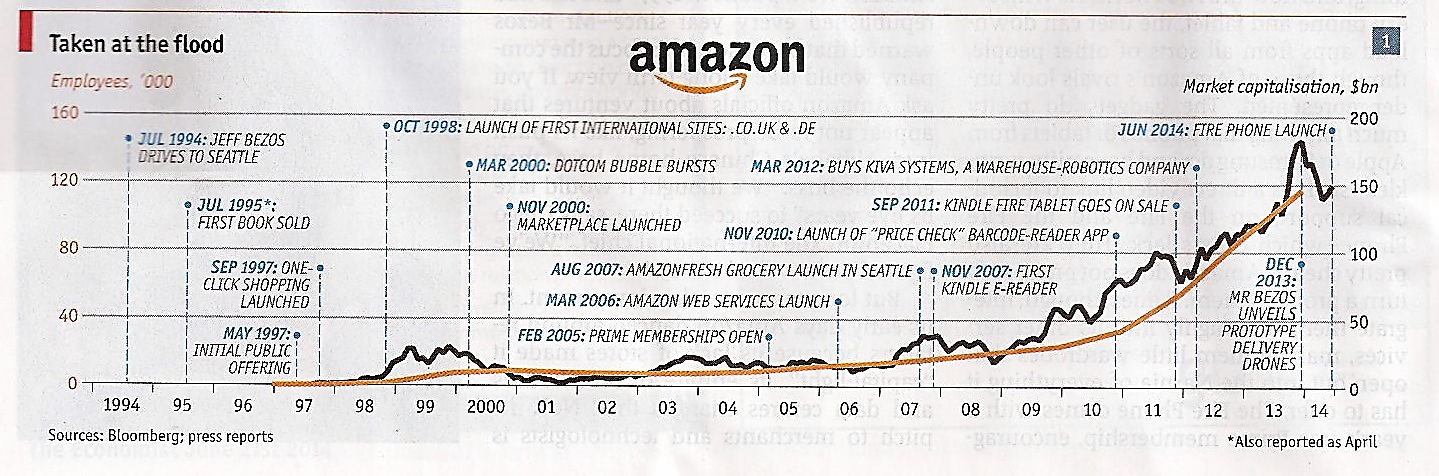 Taken at the flood
amazon
1
Employees, '000
Market capitalisation, $bn
160
120
80
40
0
200
150
100
50
0
JUL 1994: JEFF BEZOS
DRIVES TO SEATTLE
JUL 1995*:
FIRST BOOK SOLD
SEP 1997: ONE-
CLICK SHOPPING
LAUNCHED
MAY 1997:
INITIAL PUBLIC
OFFERING
OCT 1998: LAUNCH OF FIRST INTERNATIONAL SITES: .CO.UK & .DE
MAR 2000: DOTCOM BUBBLE BURSTS
NOV 2000:
MARKETPLACE LAUNCHED
AUG 2007: AMAZONFRESH GROCERY LAUNCH IN SEATTLE
MAR 2006: AMAZON WEB SERVICES LAUNCH
FEB 2005: PRIME MEMBERSHIPS OPEN
JUN 2014: FIRE PHONE LAUNCH
MAR 2012: BUYS KIVA SYSTEMS, A WAREHOUSE-ROBOTICS COMPANY
SEP 2011: KINDLE FIRE TABLET GOES ON SALE
NOV 2010: LAUNCH OF "PRICE CHECK" BARCODE-READER APP
NOV 2007: FIRST
KINDLE E-READER
DEC
2013:
MR BEZOS
UNVEILS
PROTOTYPE
DELIVERY
DRONES
1994 95 96 97 98 99 2000 01 02 03 04 05 06 07 08 09 10 11 12 13 14
Sources: Bloomberg; press reports
*Also reported as April